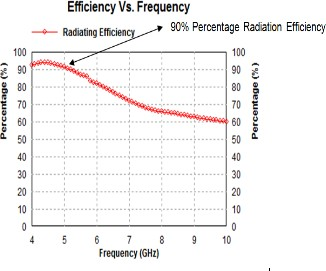 Efficiency Vs. Frequency
Radiating Efficiency
90% Percentage Radiation Efficiency
100 100
90 90
80 80
70 70
60 60
50 50
40 40
30 30
20 20
10 10
0 0
Percentage (%)
Percentage (%)
4 5 6 7 8 9 10
Frequency (GHz)